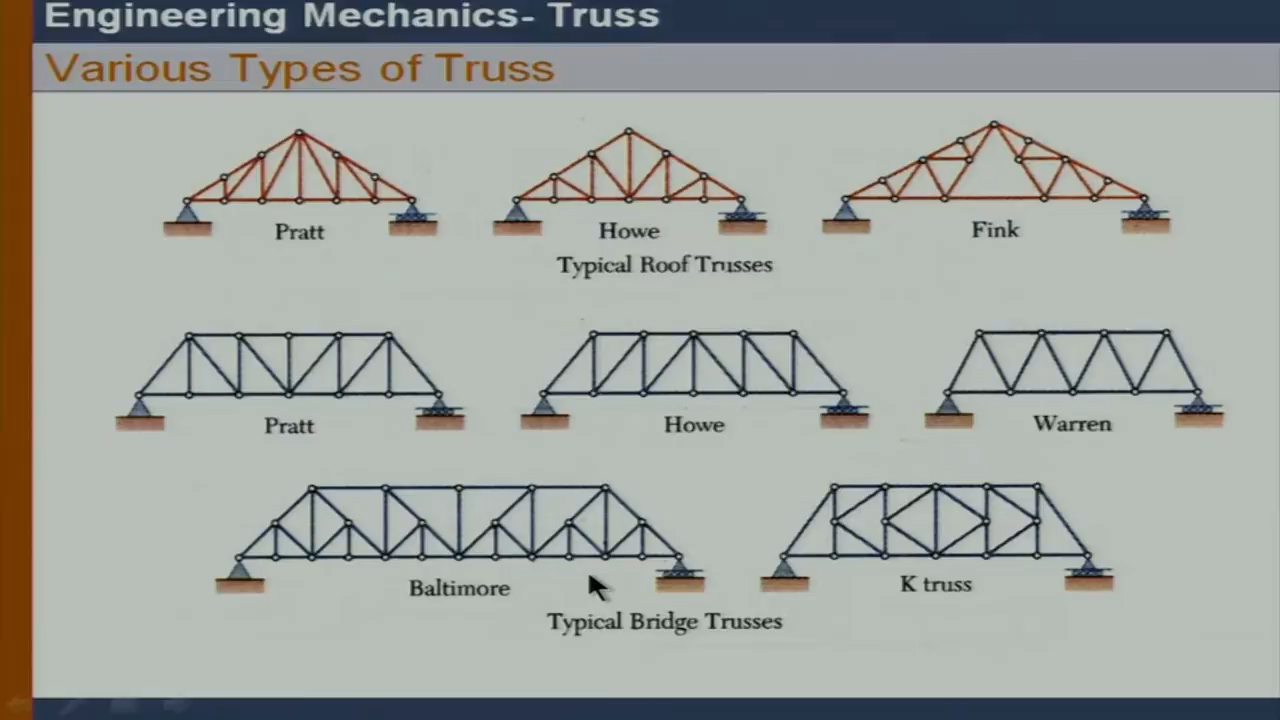 Engineering Mechanics- Truss
Various Types of Truss
Pratt
Howe
Fink
Typical Roof Trusses
Pratt
Howe
Warren
Baltimore
K truss
Typical Bridge Trusses